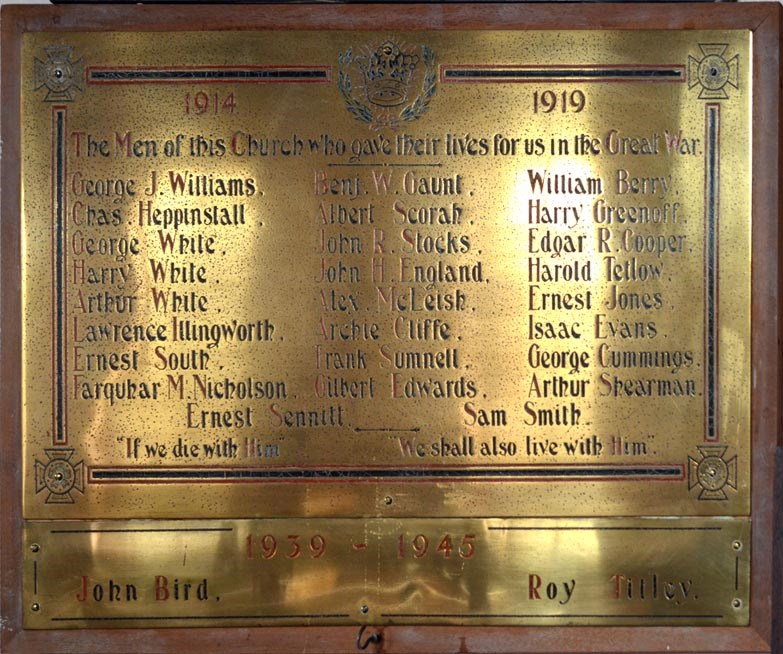 1914 1919
The Men of this Church who gave their lives for us in the Great War.
George J. Williams. Benj. W. Gaunt. William Berry.
Chas Heppinstall. Albert Scorah. Harry Greenoff.
George White. John R. Stocks. Edgar R. Cooper.
Harry White. John H. England. Harold Tetlow.
Arthur White. Alex. McLeish. Ernest Jones.
Lawrence Illingworth. Archie Cliffe. Isaac Evans.
Ernest South. Frank Sumnell. George Cummings.
Farquhar M. Nicholson. Gilbert Edwards. Arthur Shearman.
Ernest Sennitt. Sam Smith.
"If we die with Him" "We shall also live with Him".
1939 - 1945
John Bird. Roy Tilley.